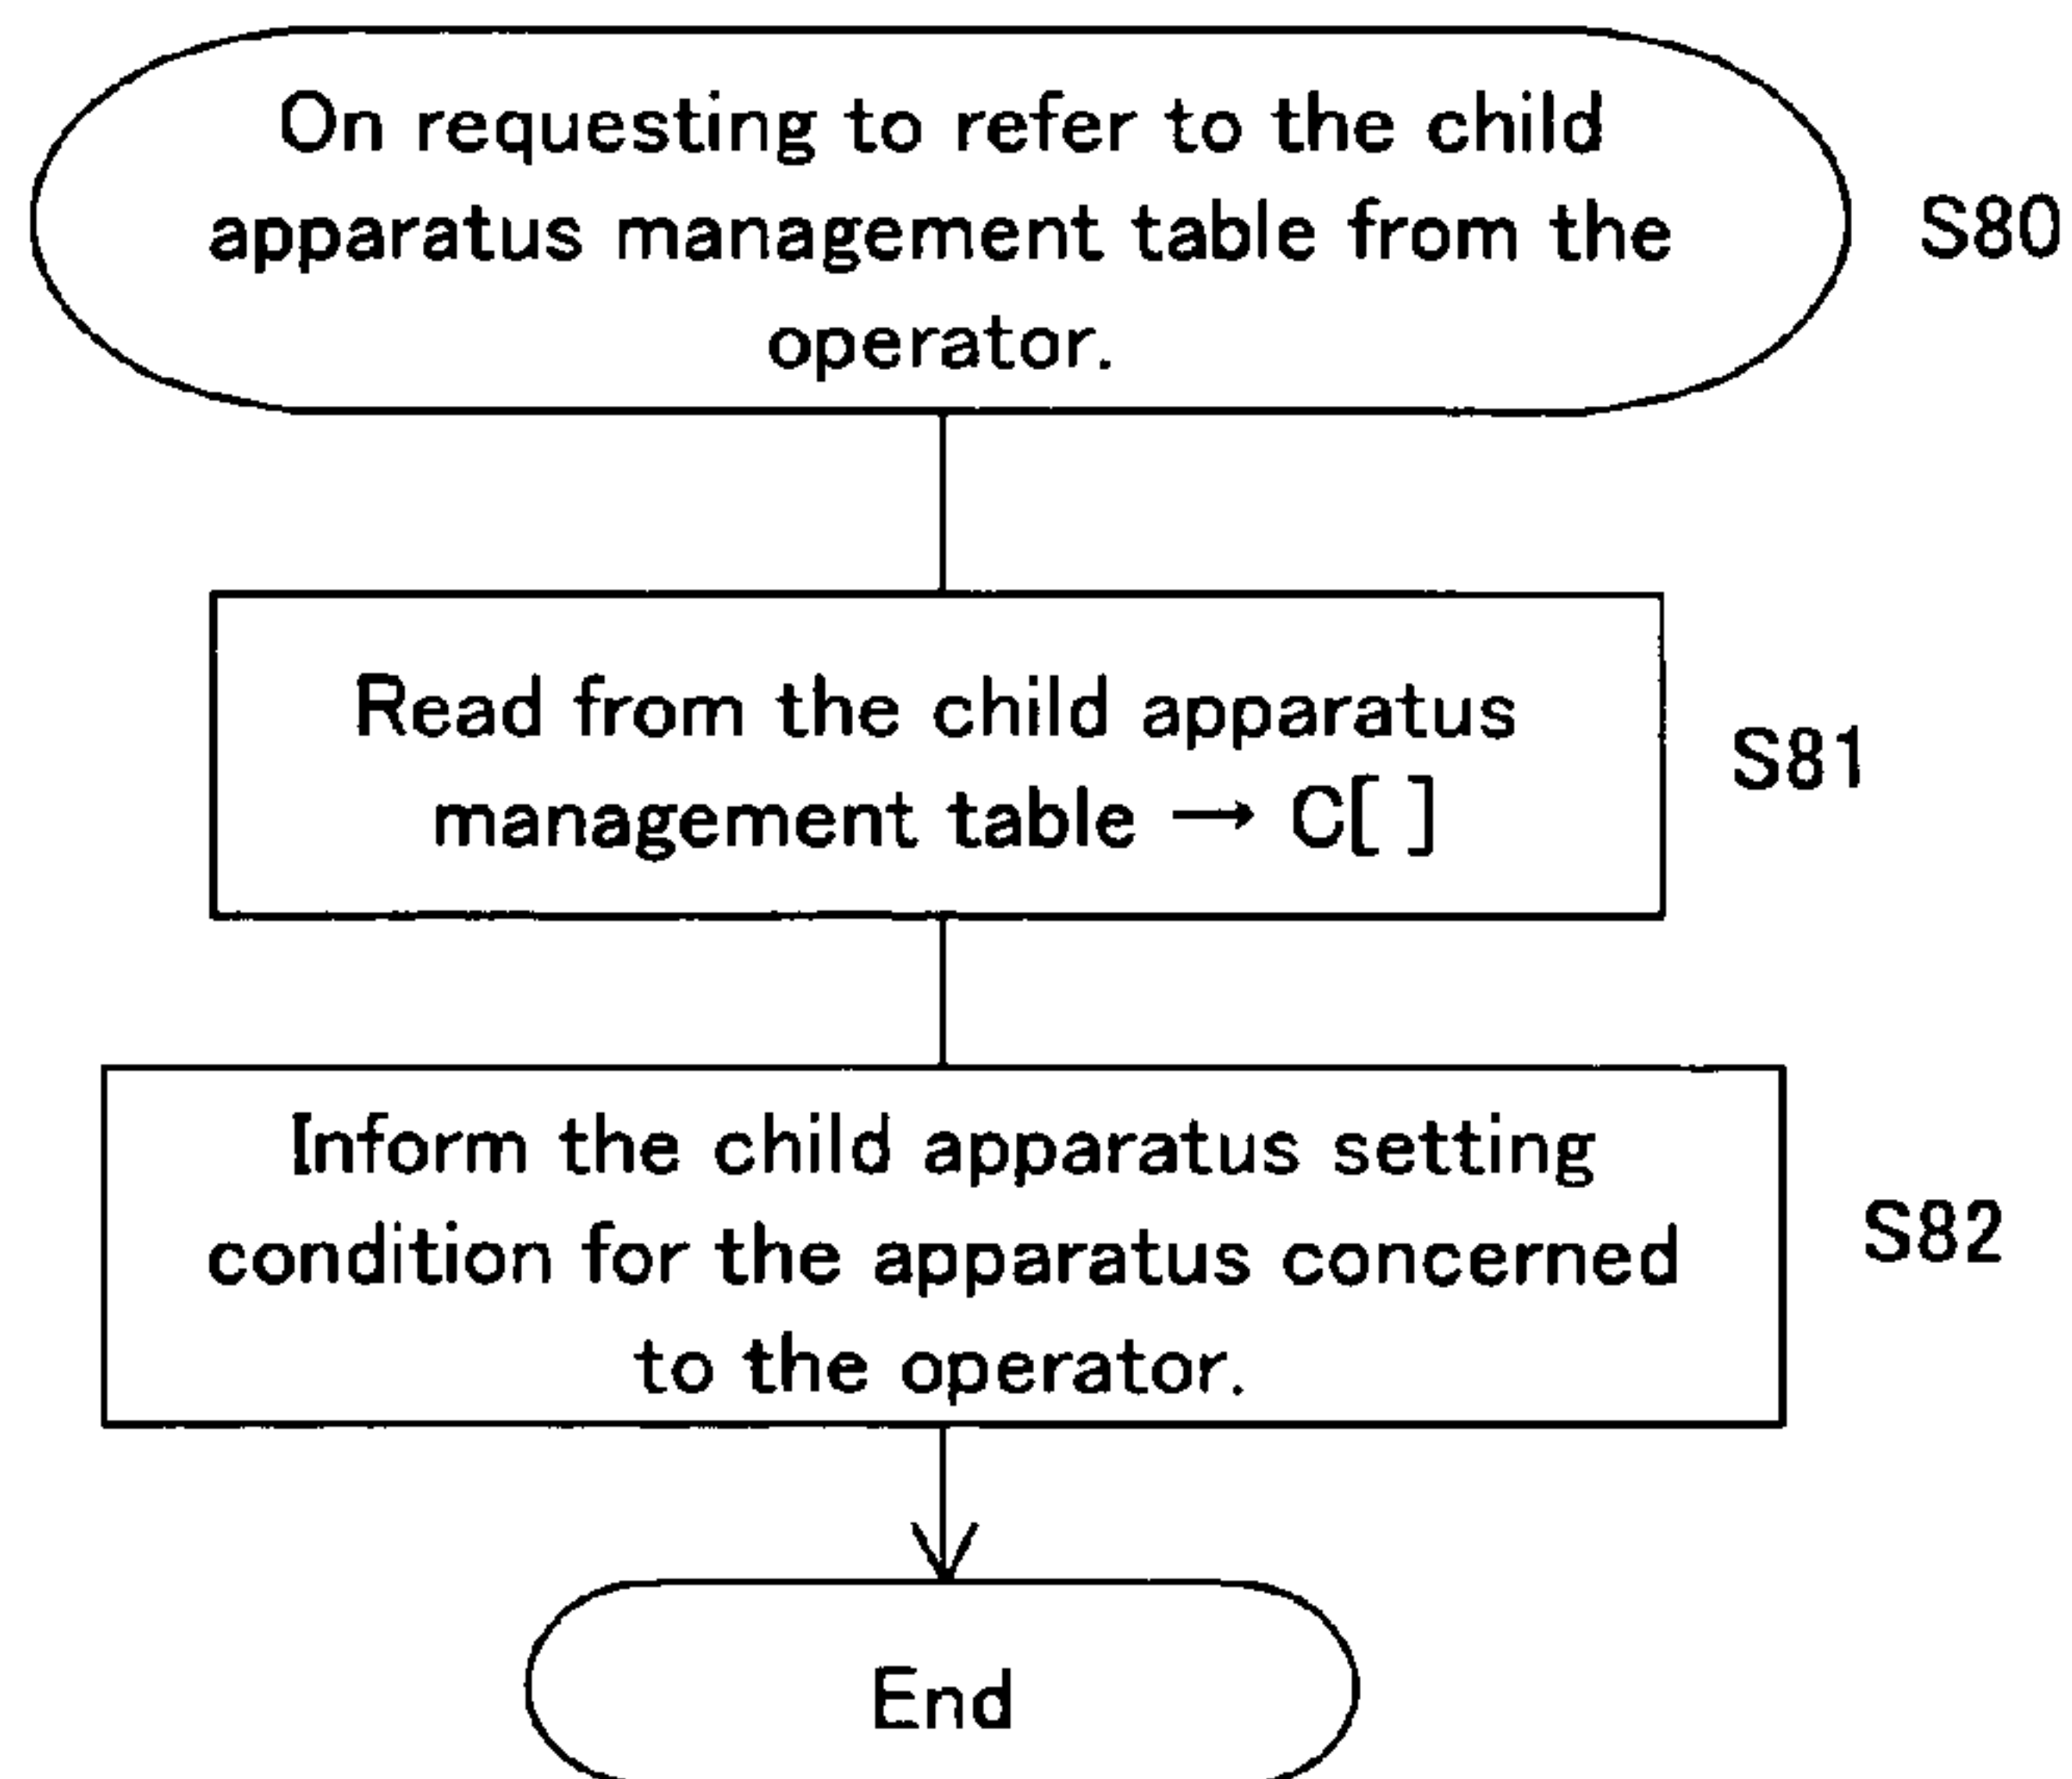 On requesting to refer to the child
apparatus management table from the
operator.
S80
Read from the child apparatus
management table → C[ ]
S81
Inform the child apparatus setting
condition for the apparatus concerned
to the operator.
S82
End